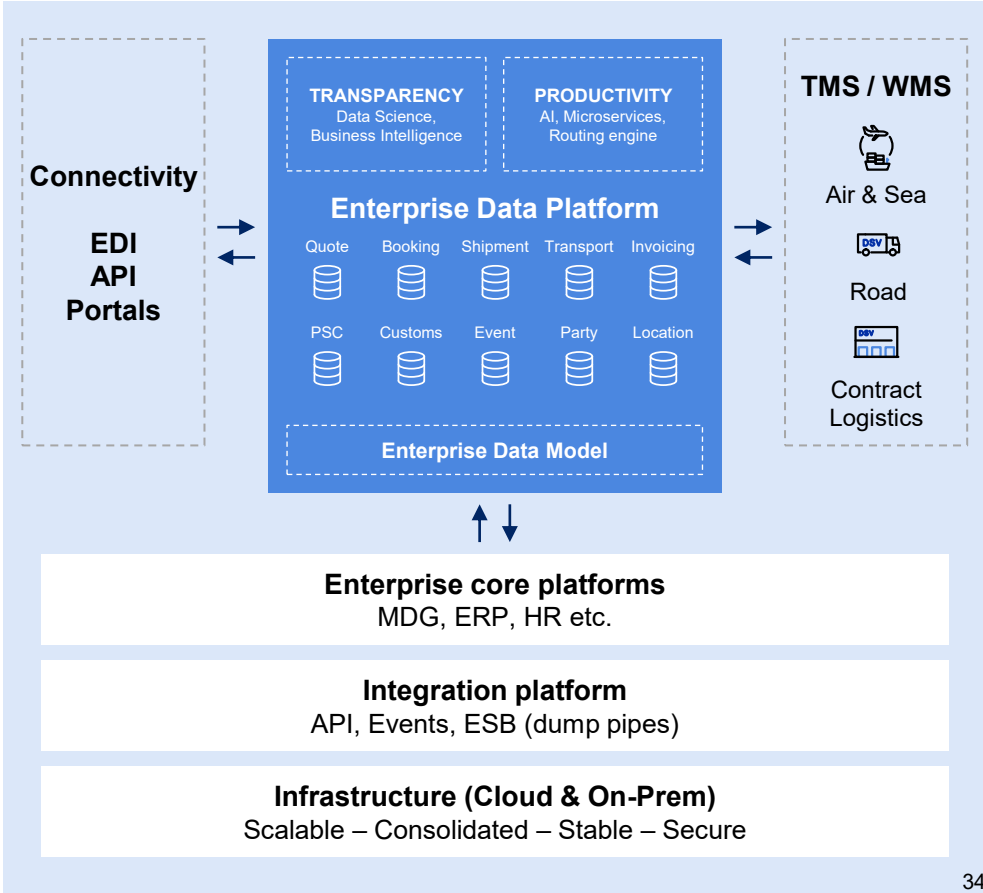 Connectivity
EDI
API
Portals
TRANSPARENCY
Data Science,
Business Intelligence
PRODUCTIVITY
AI, Microservices,
Routing engine
Enterprise Data Platform
Quote Booking Shipment Transport Invoicing
PSC Customs Event Party Location
Enterprise Data Model
TMS / WMS
Air & Sea
DSV
Road
DSV
Contract
Logistics
Enterprise core platforms
MDG, ERP, HR etc.
Integration platform
API, Events, ESB (dump pipes)
Infrastructure (Cloud & On-Prem)
Scalable – Consolidated – Stable – Secure
34